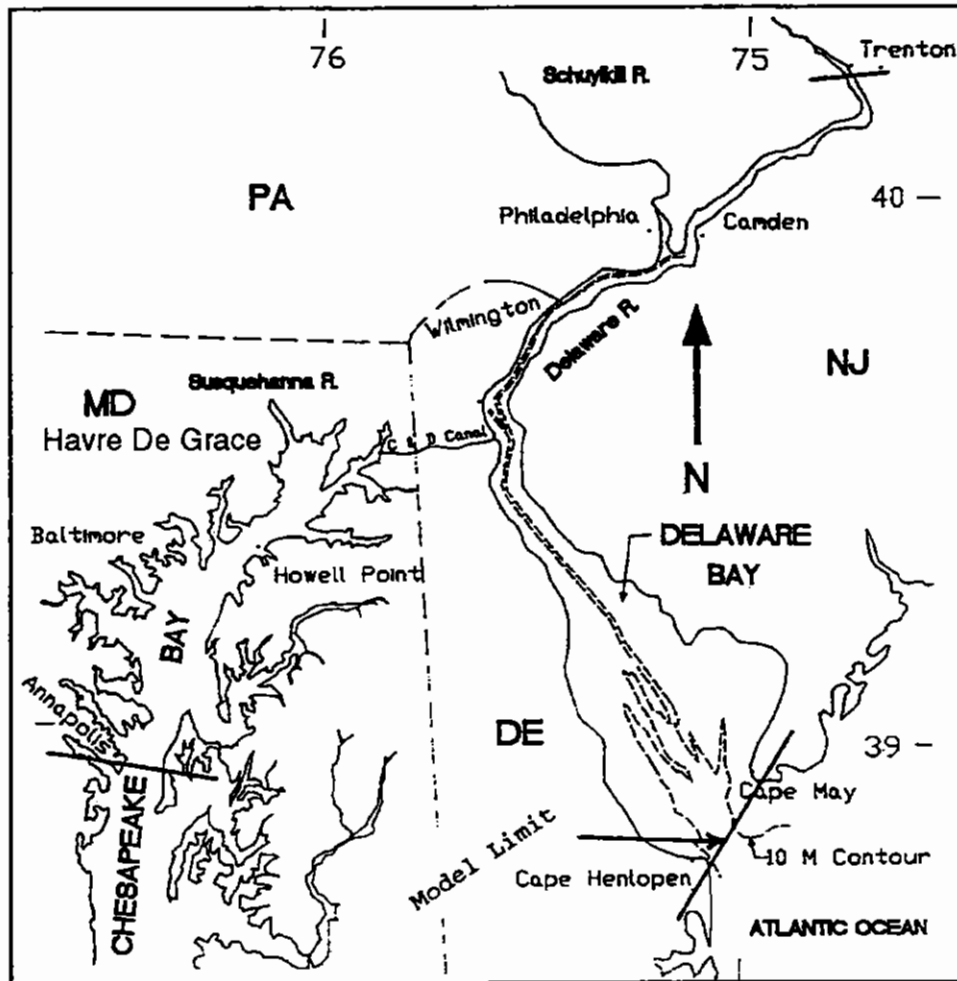 76
75
Trenton
Schuylkill R.
PA
40
Philadelphia
Camden
Wilmington
Delaware R.
NJ
Susquehanna R.
MD
Havre De Grace
C & D Canal
N
Baltimore
DELAWARE
BAY
Howell Point
BAY
Annapolis
DE
39
Cape May
Model Limit
10 M Contour
Cape Henlopen
CHESAPEAKE
ATLANTIC OCEAN